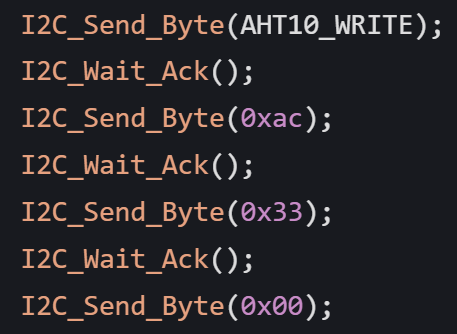 I2C_Send_Byte(AHT10_WRITE);
I2C_Wait_Ack();
I2C_Send_Byte(0xac);
I2C_Wait_Ack();
I2C_Send_Byte(0x33);
I2C_Wait_Ack();
I2C_Send_Byte(0x00);